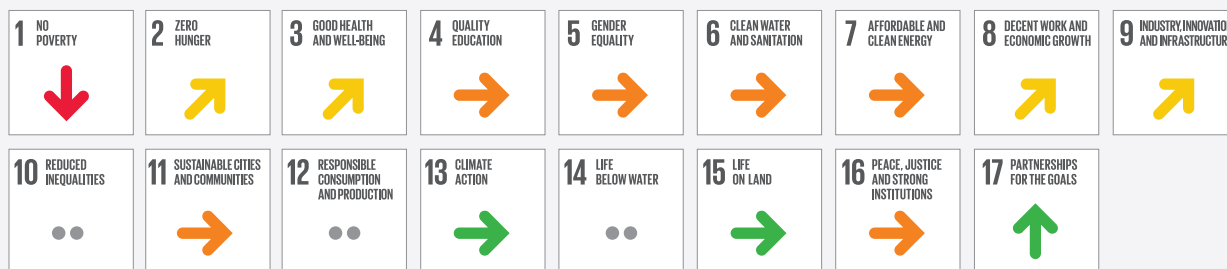 1 NO
POVERTY
2 ZERO
HUNGER
3 GOOD HEALTH
AND WELL-BEING
4 QUALITY
EDUCATION
5 GENDER
EQUALITY
6 CLEAN WATER
AND SANITATION
7 AFFORDABLE AND
CLEAN ENERGY
8 DECENT WORK AND
ECONOMIC GROWTH
9 INDUSTRY, INNOVATIO
AND INFRASTRUCTUR
10 REDUCED
INEQUALITIES
11 SUSTAINABLE CITIES
AND COMMUNITIES
12 RESPONSIBLE
CONSUMPTION
AND PRODUCTION
13 CLIMATE
ACTION
14 LIFE
BELOW WATER
15 LIFE
ON LAND
16 PEACE, JUSTICE
AND STRONG
INSTITUTIONS
17 PARTNERSHIPS
FOR THE GOALS